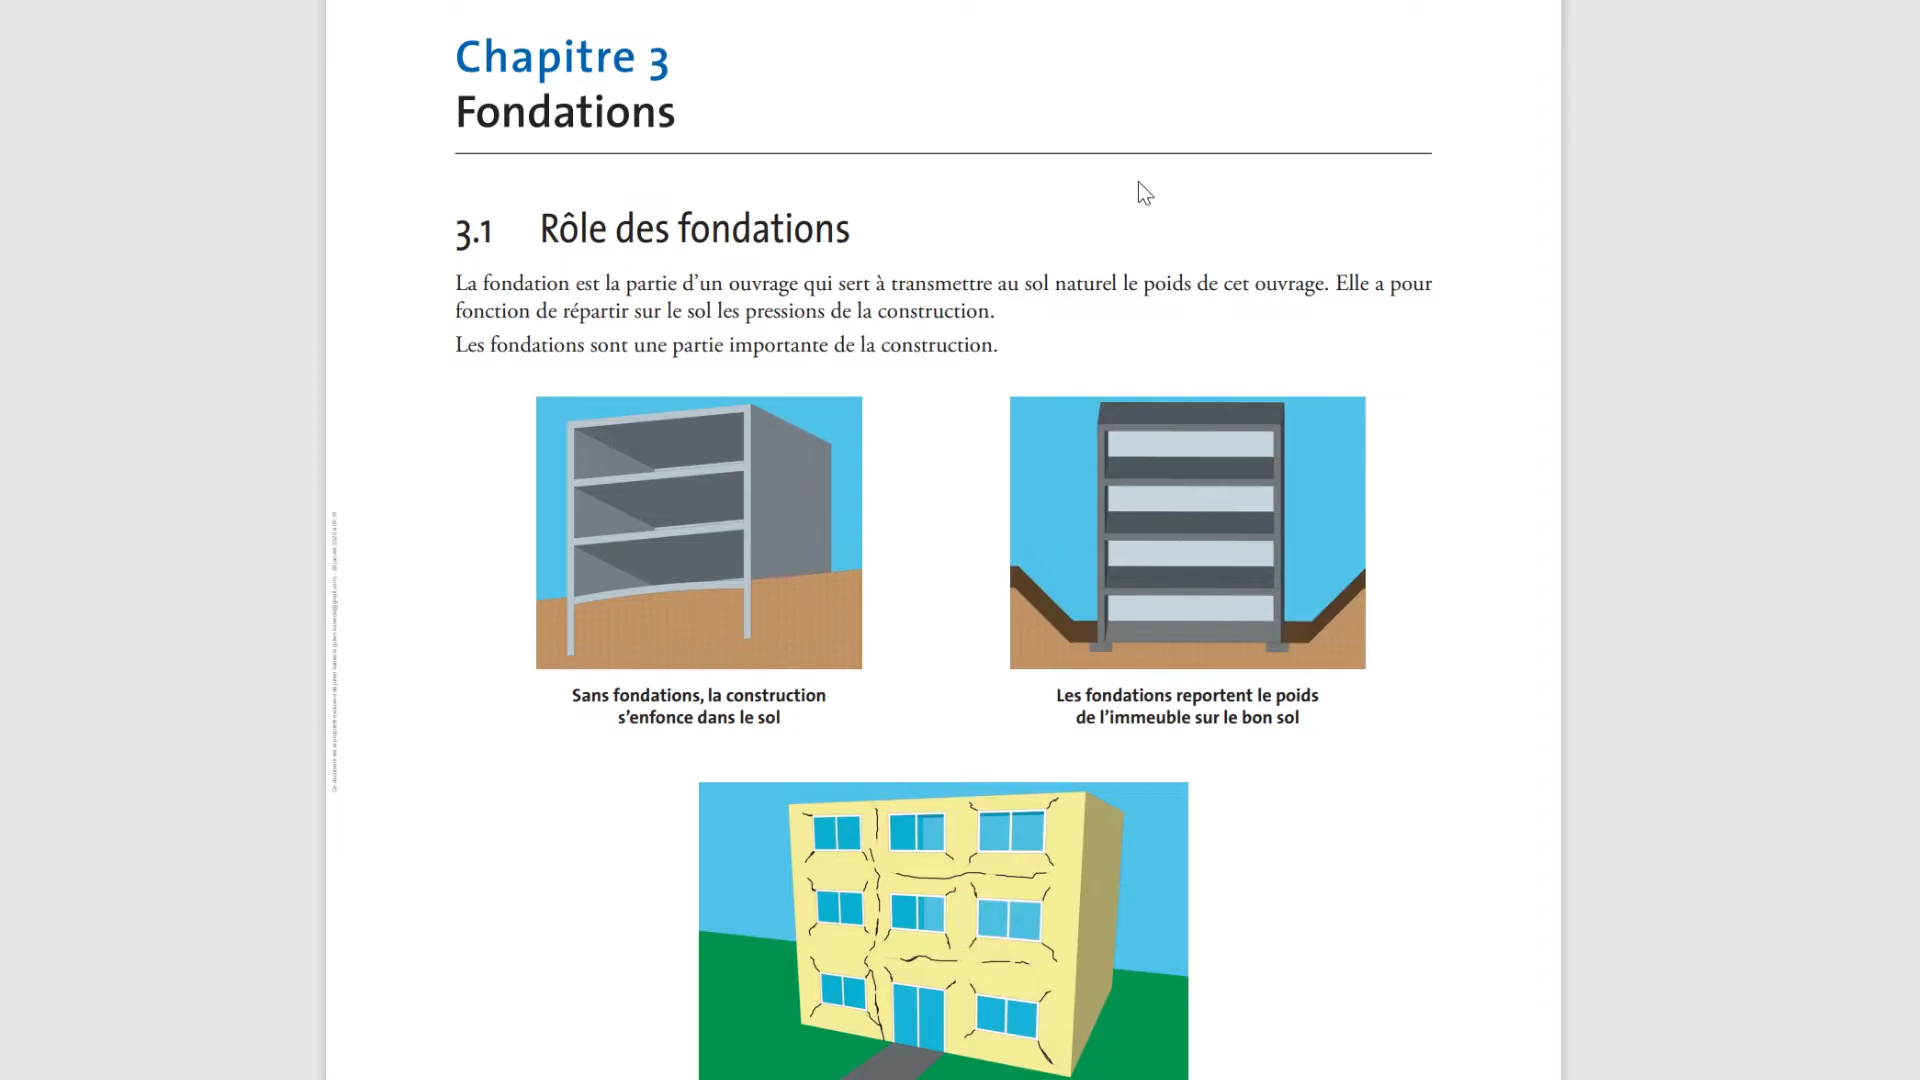 Chapitre 3
Fondations
3.1 Rôle des fondations
La fondation est la partie d’un ouvrage qui sert à transmettre au sol naturel le poids de cet ouvrage. Elle a pour
fonction de répartir sur le sol les pressions de la construction.
Les fondations sont une partie importante de la construction.
Sans fondations, la construction
s’enfonce dans le sol
Les fondations reportent le poids
de l’immeuble sur le bon sol